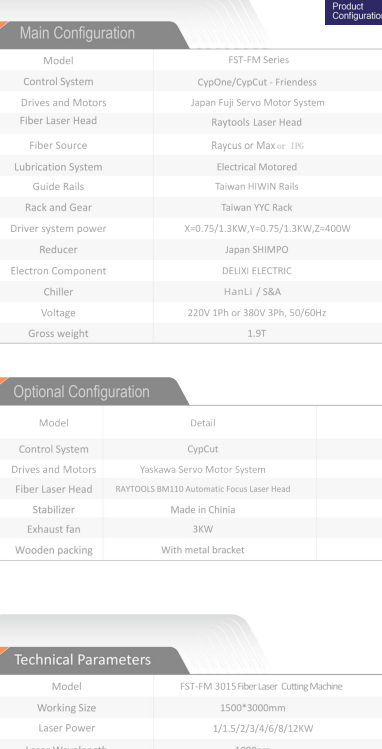 Product
Configuration
Main Configuration
Model FST-FM Series
Control System CypOne/CypCut - Friendess
Drives and Motors Japan Fuji Servo Motor System
Fiber Laser Head Raytools Laser Head
Fiber Source Raycus or Max or IPG
Lubrication System Electrical Motored
Guide Rails Taiwan HIWIN Rails
Rack and Gear Taiwan YYC Rack
Driver system power X=0.75/1.3KW,Y=0.75/1.3KW,Z=400W
Reducer Japan SHIMPO
Electron Component DELIXI ELECTRIC
Chiller HanLi / S&A
Voltage 220V 1Ph or 380V 3Ph, 50/60Hz
Gross weight 1.9T
Optional Configuration
Model Detail
Control System CypCut
Drives and Motors Yaskawa Servo Motor System
Fiber Laser Head RAYTOOLS BM110 Automatic Focus Laser Head
Stabilizer Made in Chinia
Exhaust fan 3KW
Wooden packing With metal bracket
Technical Parameters
Model FST-FM 3015 Fiber Laser Cutting Machine
Working Size 1500*3000mm
Laser Power 1/1.5/2/3/4/6/8/12KW